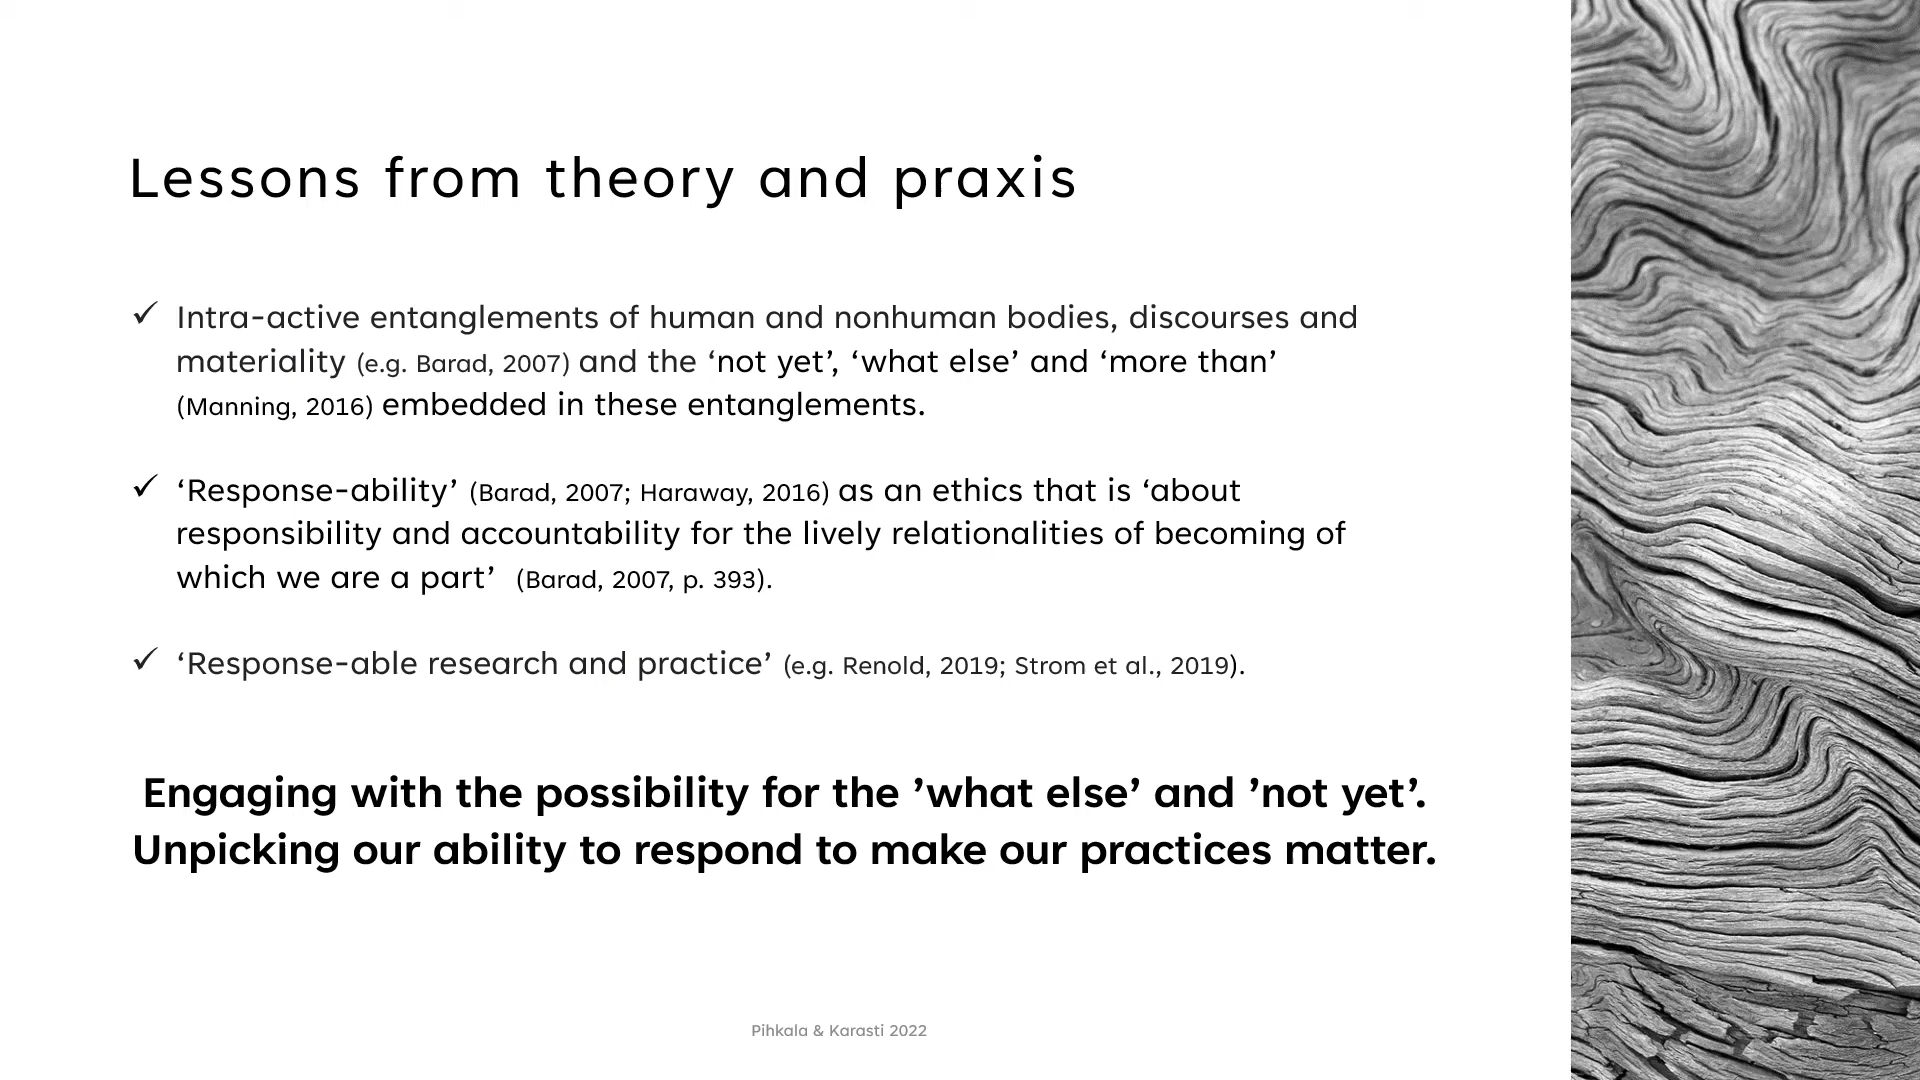 Lessons from theory and praxis
✓ Intra-active entanglements of human and nonhuman bodies, discourses and
materiality (e.g. Barad, 2007) and the ‘not yet’, ‘what else’ and ‘more than’
(Manning, 2016) embedded in these entanglements.
✓ ‘Response-ability’ (Barad, 2007; Haraway, 2016) as an ethics that is ‘about
responsibility and accountability for the lively relationalities of becoming of
which we are a part’ (Barad, 2007, p. 393).
✓ ‘Response-able research and practice’ (e.g. Renold, 2019; Strom et al., 2019).
Engaging with the possibility for the ’what else’ and ’not yet’.
Unpicking our ability to respond to make our practices matter.
Pihkala & Karasti 2022